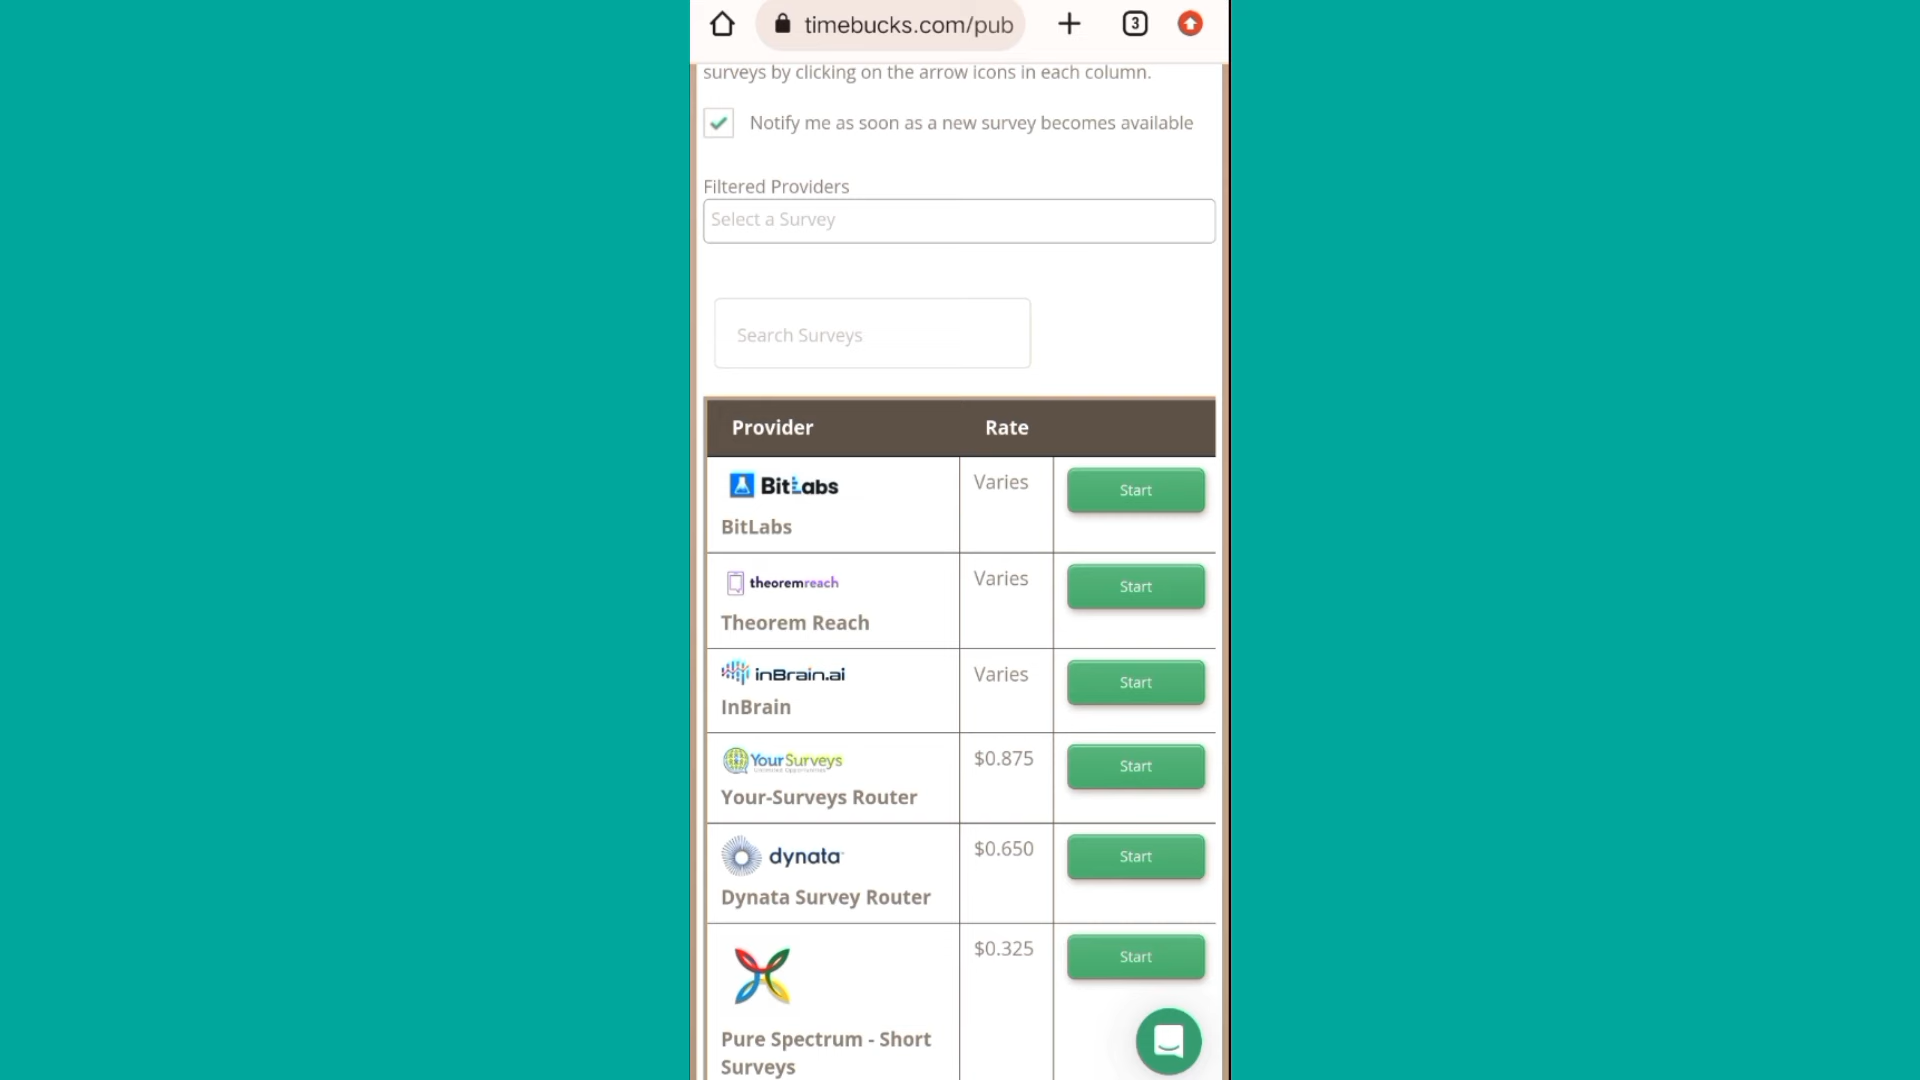 timebucks.com/pub
3
surveys by clicking on the arrow icons in each column.
Notify me as soon as a new survey becomes available
Filtered Providers
Select a Survey
Search Surveys
Provider Rate
BitLabs
BitLabs Varies Start
theoremreach
Theorem Reach Varies Start
inBrain.ai
InBrain Varies Start
YourSurveys
Your-Surveys Router $0.875 Start
dynata
Dynata Survey Router $0.650 Start
$0.325 Start
Pure Spectrum - Short
Surveys